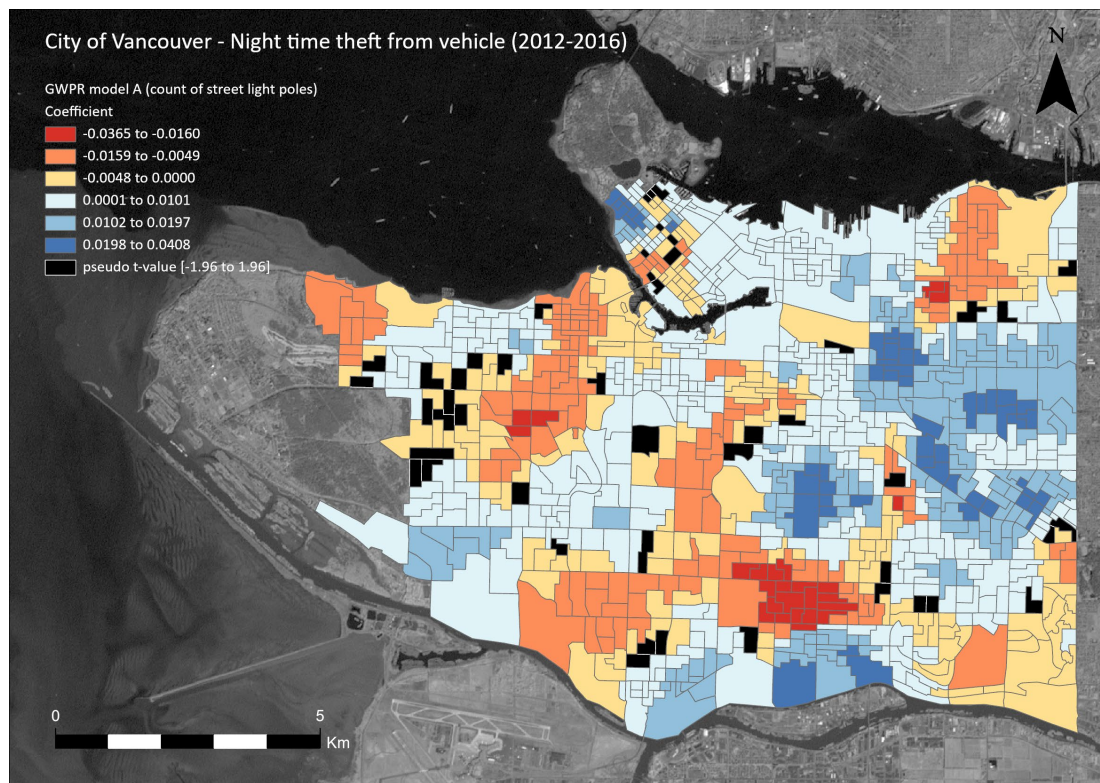 City of Vancouver - Night time theft from vehicle (2012-2016)
N
GWPR model A (count of street light poles)
Coefficient
-0.0365 to -0.0160
-0.0159 to -0.0049
-0.0048 to 0.0000
0.0001 to 0.0101
0.0102 to 0.0197
0.0198 to 0.0408
pseudo t-value [-1.96 to 1.96]
0 5
Km